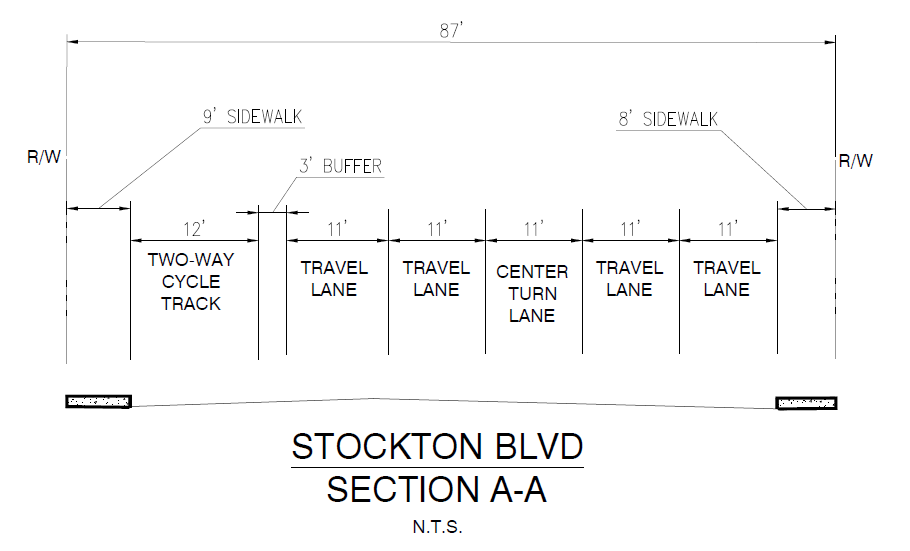 87'
9' SIDEWALK
8' SIDEWALK
R/W
3' BUFFER
R/W
12'
11'
11'
11'
11'
11'
TWO-WAY
CYCLE
TRACK
TRAVEL
LANE
TRAVEL
LANE
CENTER
TURN
LANE
TRAVEL
LANE
TRAVEL
LANE
STOCKTON BLVD
SECTION A-A
N.T.S.